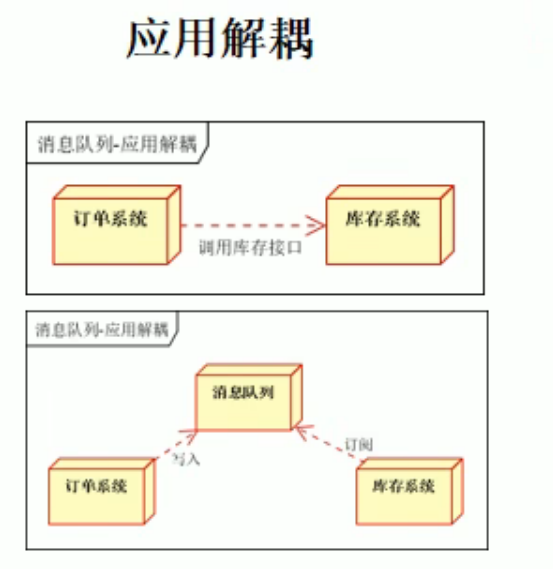 应用解耦
消息队列-应用解耦
订单系统
库存系统
调用库存接口
消息队列-应用解耦
消息队列
写入
订阅
订单系统
库存系统